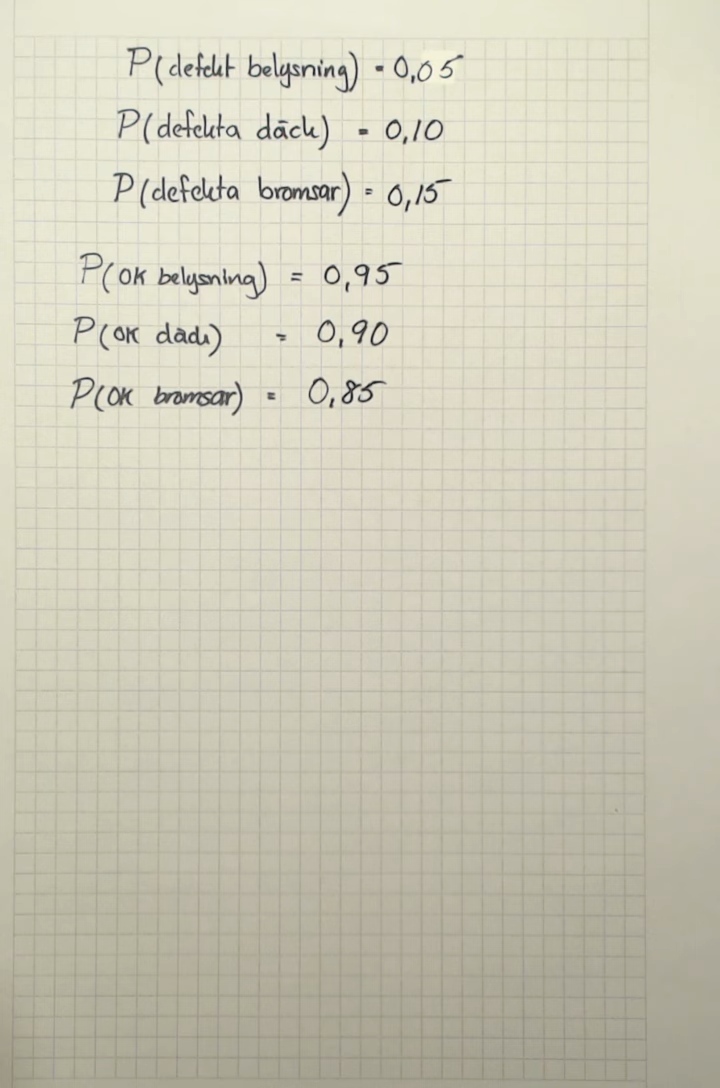 P(defekt belysning) = 0,05
P(defekta däck) = 0,10
P(defekta bromsar) = 0,15
P(OK belysning) = 0,95
P(OK däck) = 0,90
P(OK bromsar) = 0,85